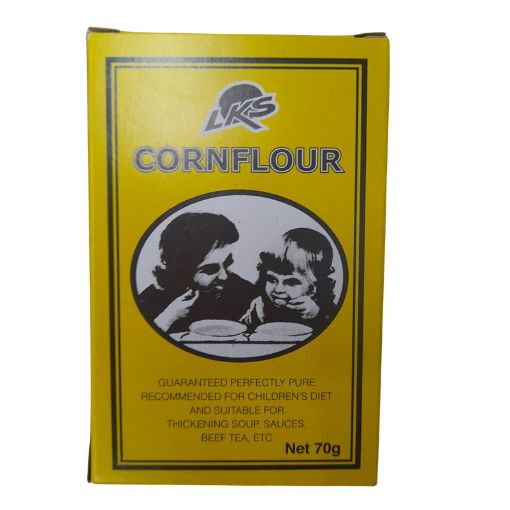 LKS
CORNFLOUR
GUARANTEED PERFECTLY PURE
RECOMMENDED FOR CHILDREN'S DIET
AND SUITABLE FOR
THICKENING SOUP, SAUCES,
BEEF TEA, ETC
Net 70g